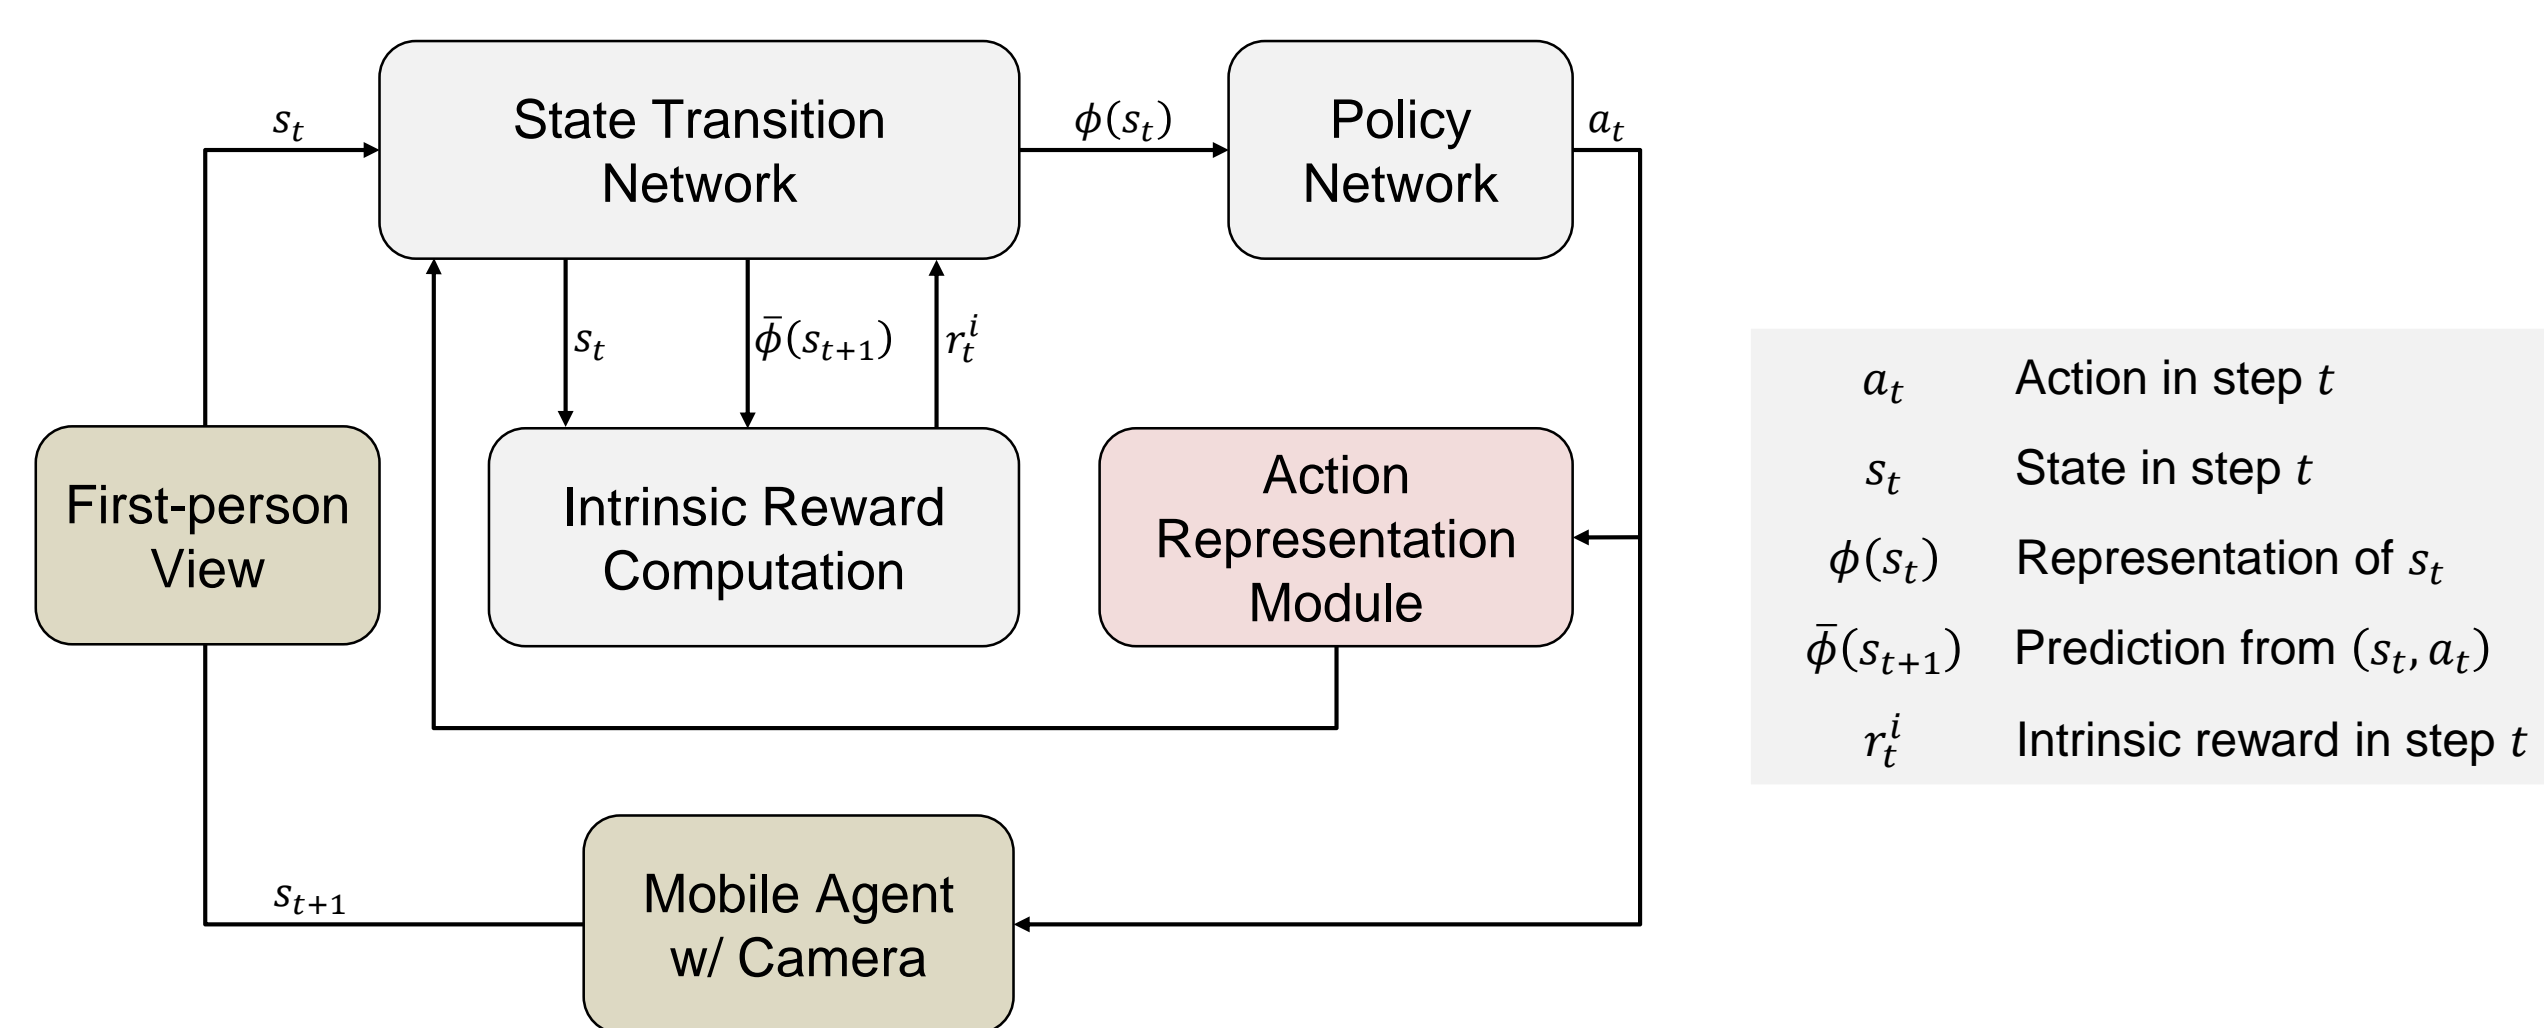 s_t
State Transition
Network
ϕ(s_t)
Policy
Network
a_t
s_t
ϕ̄(s_{t+1})
r_t^i
First-person
View
Intrinsic Reward
Computation
Action
Representation
Module
s_{t+1}
Mobile Agent
w/ Camera
a_t Action in step t
s_t State in step t
ϕ(s_t) Representation of s_t
ϕ̄(s_{t+1}) Prediction from (s_t, a_t)
r_t^i Intrinsic reward in step t